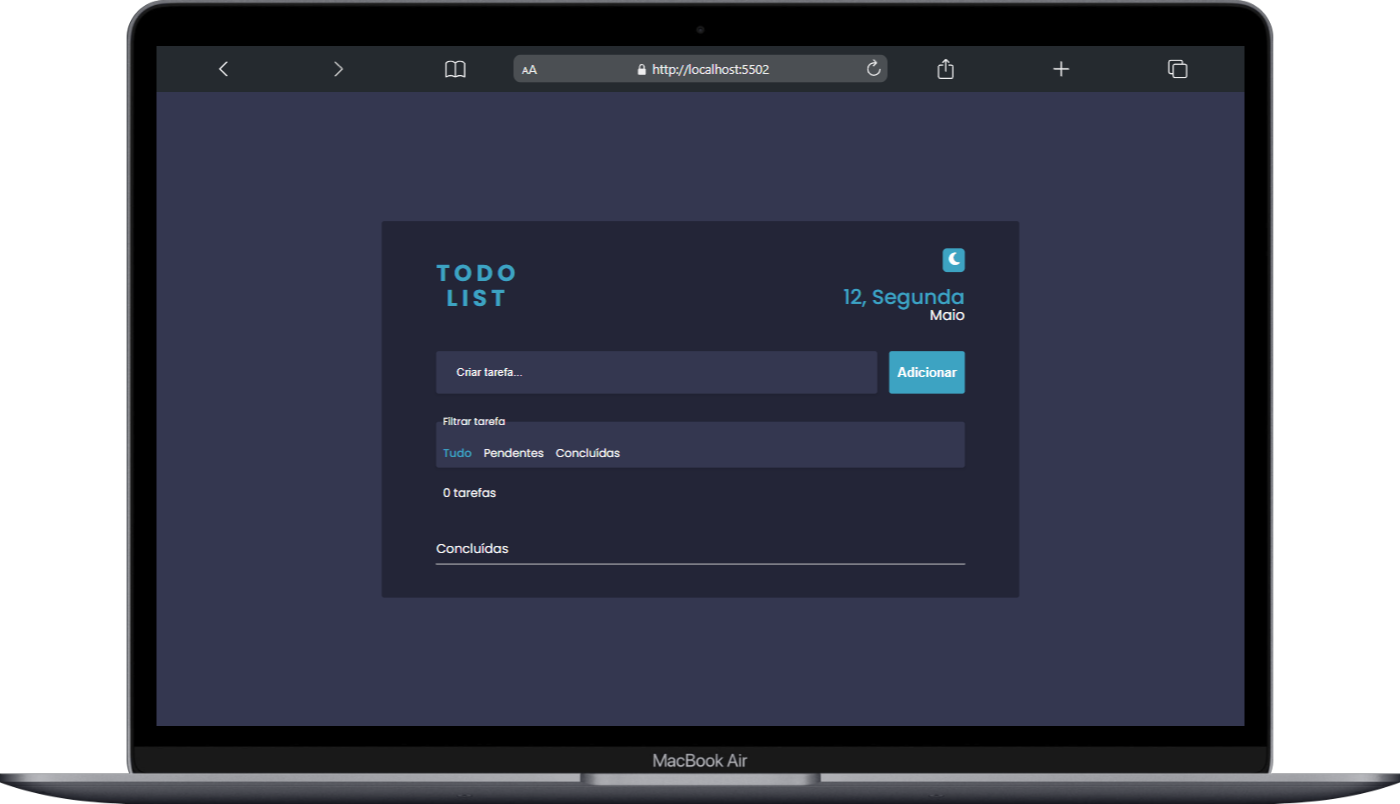 AA
http://localhost:5502
TODO
LIST
12, Segunda
Maio
Criar tarefa...
Adicionar
Filtrar tarefa
Tudo Pendentes Concluídas
0 tarefas
Concluídas
MacBook Air